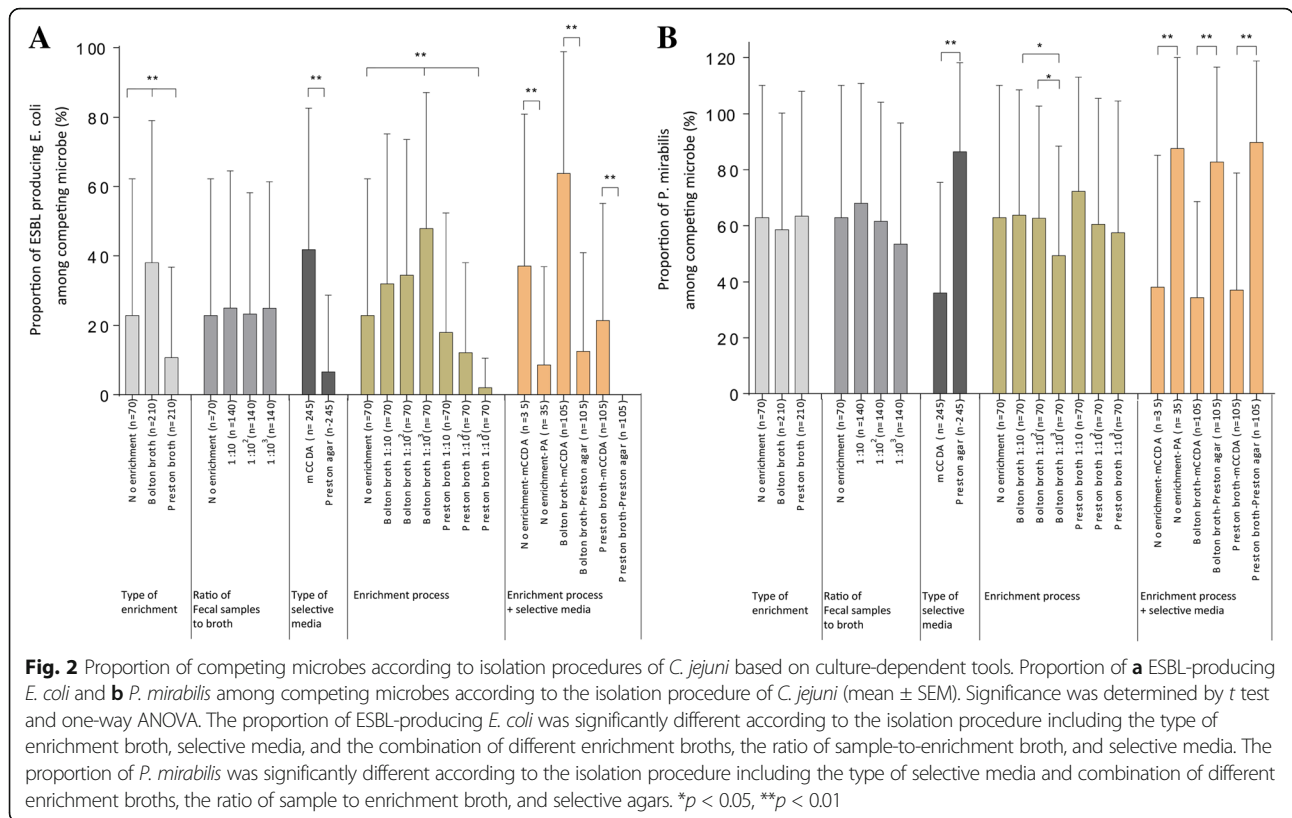 A
Proportion of ESBL producing E. coli
among competing microbe (%)
100
80
60
40
20
0
**
**
**
**
**
**
No enrichment (n=70)
Bolton broth (n=210)
Preston broth (n=210)
No enrichment (n=70)
1:10 (n=140)
1:10² (n=140)
1:10³ (n=140)
mCCDA (n=245)
Preston agar (n-245)
No enrichment (n=70)
Bolton broth 1:10 (n=70)
Bolton broth 1:10 (n=70)
Bolton broth 1:10 (n=70)
Preston broth 1:10 (n=70)
Preston broth 1:10 (n=70)
Preston broth 1:10 (n=70)
No enrichment-mCCDA (n=35)
No enrichment-PA (n=35)
Bolton broth-mCCDA (n=105)
Bolton broth-Preston agar (n=105)
Preston broth-mCCDA (n=105)
Preston broth-Preston agar (n=105)
Type of
enrichment
Ratio of
Fecal samples
to broth
Type of
selective
media
Enrichment process
Enrichment process
+ selective media
B
Proportion of P. mirabilis
among competing microbe (%)
120
100
80
60
40
20
0
**
*
*
**
**
**
No enrichment (n=70)
Bolton broth (n=210)
Preston broth (n=210)
No enrichment (n=70)
1:10 (n=140)
1:10² (n=140)
1:10³ (n=140)
mCCDA (n=245)
Preston agar (n-245)
No enrichment (n=70)
Bolton broth 1:10 (n=70)
Bolton broth 1:10 (n=70)
Bolton broth 1:10 (n=70)
Preston broth 1:10 (n=70)
Preston broth 1:10 (n=70)
Preston broth 1:10 (n=70)
No enrichment-mCCDA (n=35)
No enrichment-PA (n=35)
Bolton broth-mCCDA (n=105)
Bolton broth-Preston agar (n=105)
Preston broth-mCCDA (n=105)
Preston broth-Preston agar (n=105)
Type of
enrichment
Ratio of
Fecal samples
to broth
Type of
selective
media
Enrichment process
Enrichment process
+ selective media
Fig. 2 Proportion of competing microbes according to isolation procedures of C. jejuni based on culture-dependent tools. Proportion of a ESBL-producing
E. coli and b P. mirabilis among competing microbes according to the isolation procedure of C. jejuni (mean ± SEM). Significance was determined by t test
and one-way ANOVA. The proportion of ESBL-producing E. coli was significantly different according to the isolation procedure including the type of
enrichment broth, selective media, and the combination of different enrichment broths, the ratio of sample-to-enrichment broth, and selective media. The
proportion of P. mirabilis was significantly different according to the isolation procedure including the type of selective media and combination of different
enrichment broths, the ratio of sample to enrichment broth, and selective agars. *p < 0.05, **p < 0.01